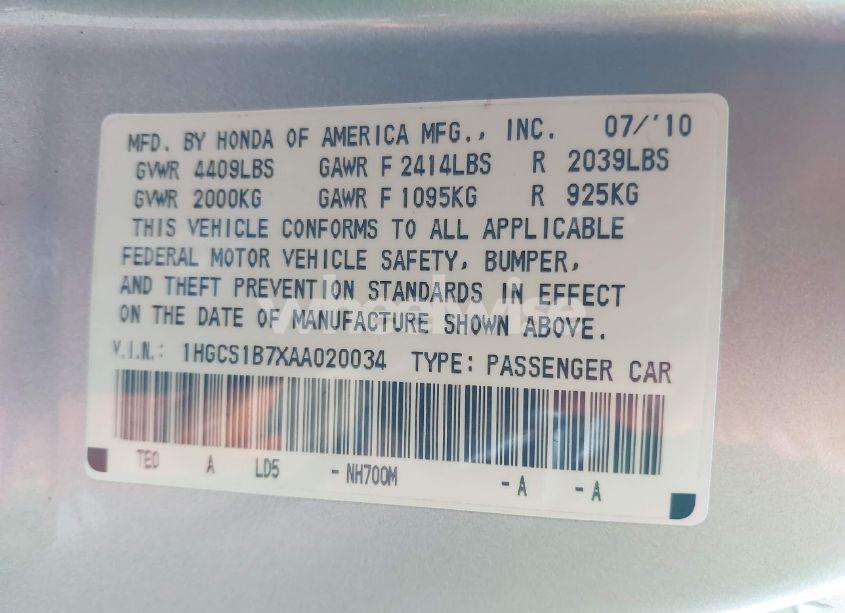 MFD. BY HONDA OF AMERICA MFG., INC. 07/'10
GVWR 4409LBS GAWR F 2414LBS R 2039LBS
GVWR 2000KG GAWR F 1095KG R 925KG
THIS VEHICLE CONFORMS TO ALL APPLICABLE
FEDERAL MOTOR VEHICLE SAFETY, BUMPER,
AND THEFT PREVENTION STANDARDS IN EFFECT
ON THE DATE OF MANUFACTURE SHOWN ABOVE.
V.I.N.: 1HGCS1B7XAA020034 TYPE: PASSENGER CAR
TE0 A LD5 - NH700M - A - A